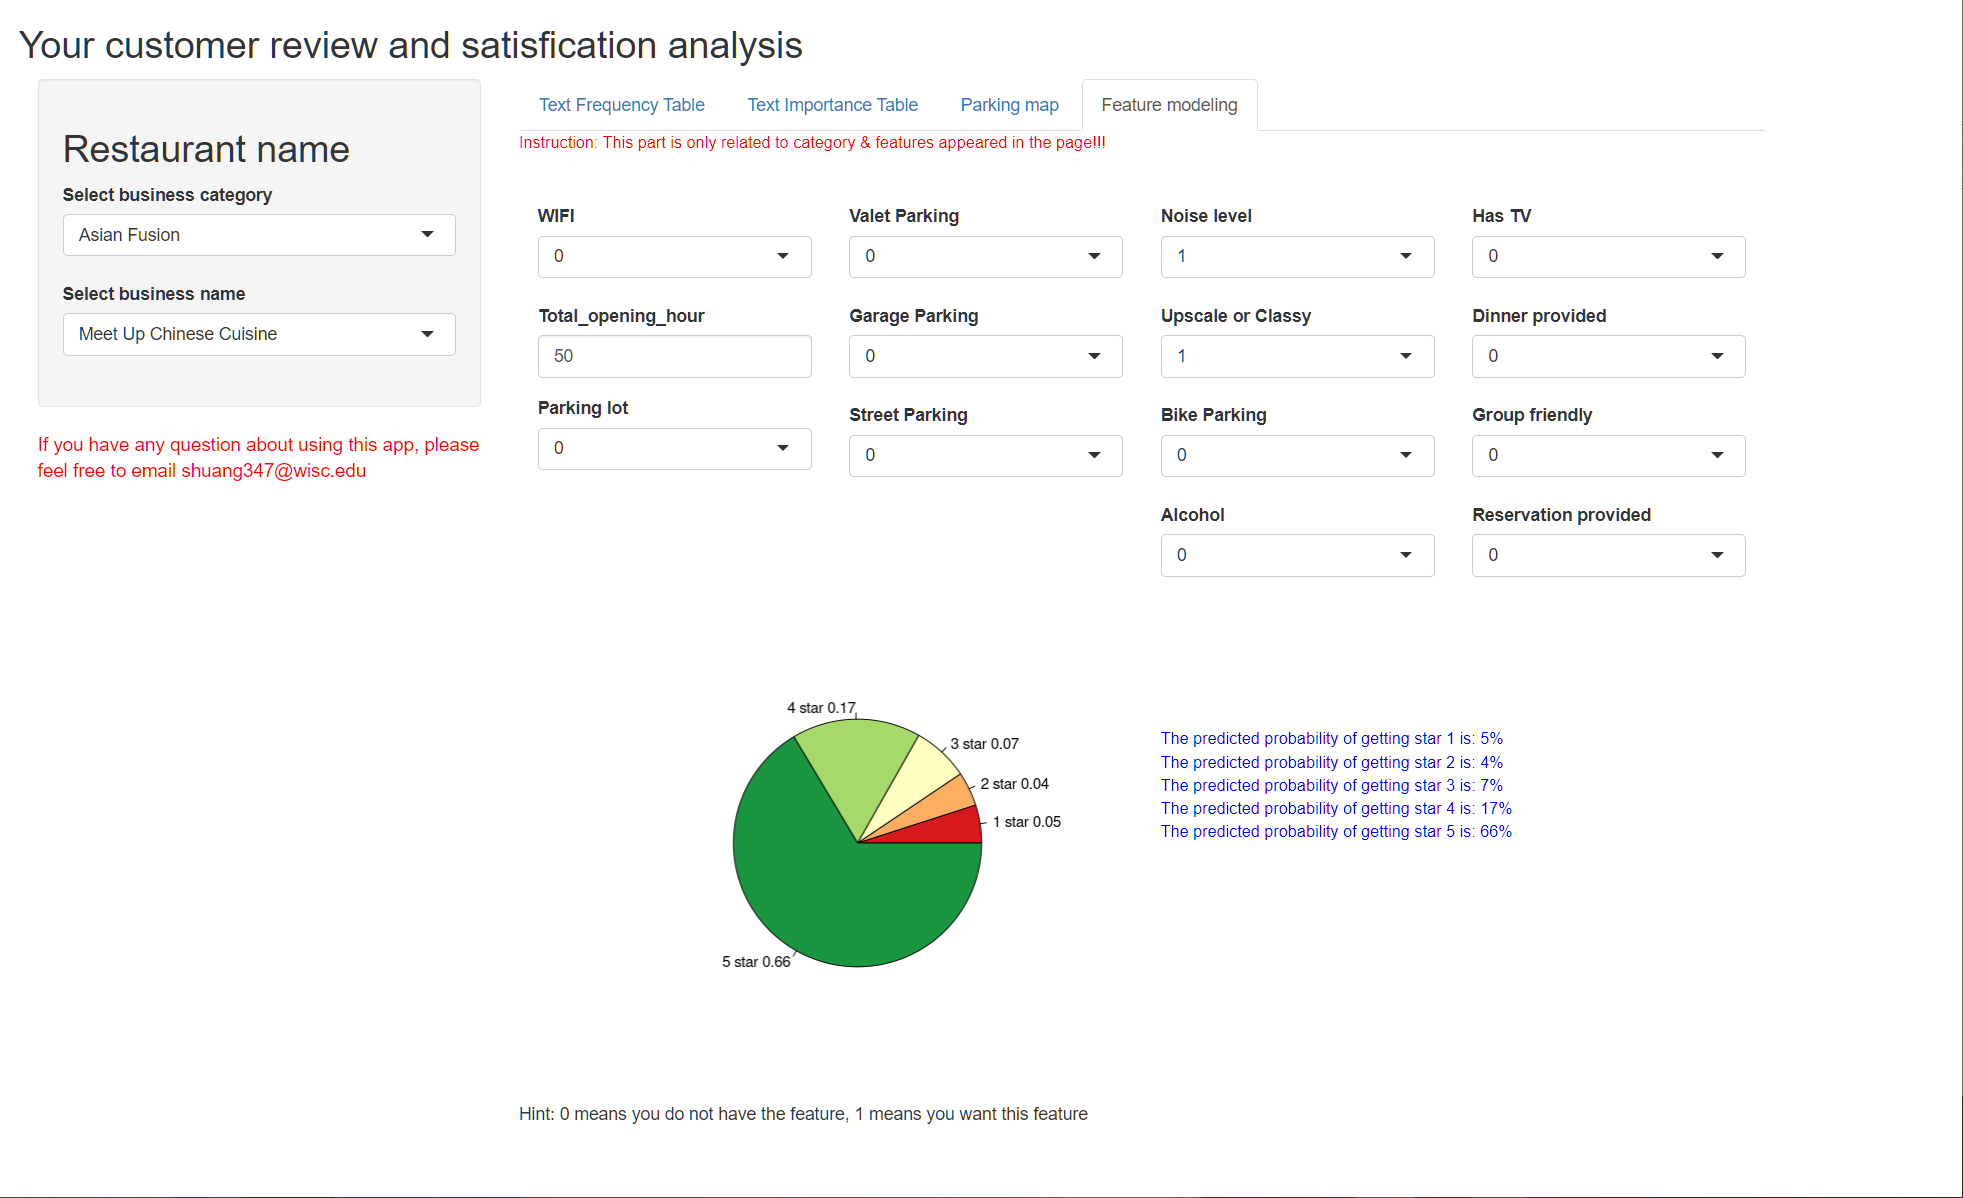 Your customer review and satisfication analysis
Restaurant name
Select business category
Asian Fusion
Select business name
Meet Up Chinese Cuisine
If you have any question about using this app, please
feel free to email shuang347@wisc.edu
Text Frequency Table
Text Importance Table
Parking map
Feature modeling
Instruction: This part is only related to category & features appeared in the page!!!
WIFI
0
Total_opening_hour
50
Parking lot
0
Valet Parking
0
Garage Parking
0
Street Parking
0
Noise level
1
Upscale or Classy
1
Bike Parking
0
Alcohol
0
Has TV
0
Dinner provided
0
Group friendly
0
Reservation provided
0
4 star 0.17
3 star 0.07
2 star 0.04
1 star 0.05
5 star 0.66
The predicted probability of getting star 1 is: 5%
The predicted probability of getting star 2 is: 4%
The predicted probability of getting star 3 is: 7%
The predicted probability of getting star 4 is: 17%
The predicted probability of getting star 5 is: 66%
Hint: 0 means you do not have the feature, 1 means you want this feature